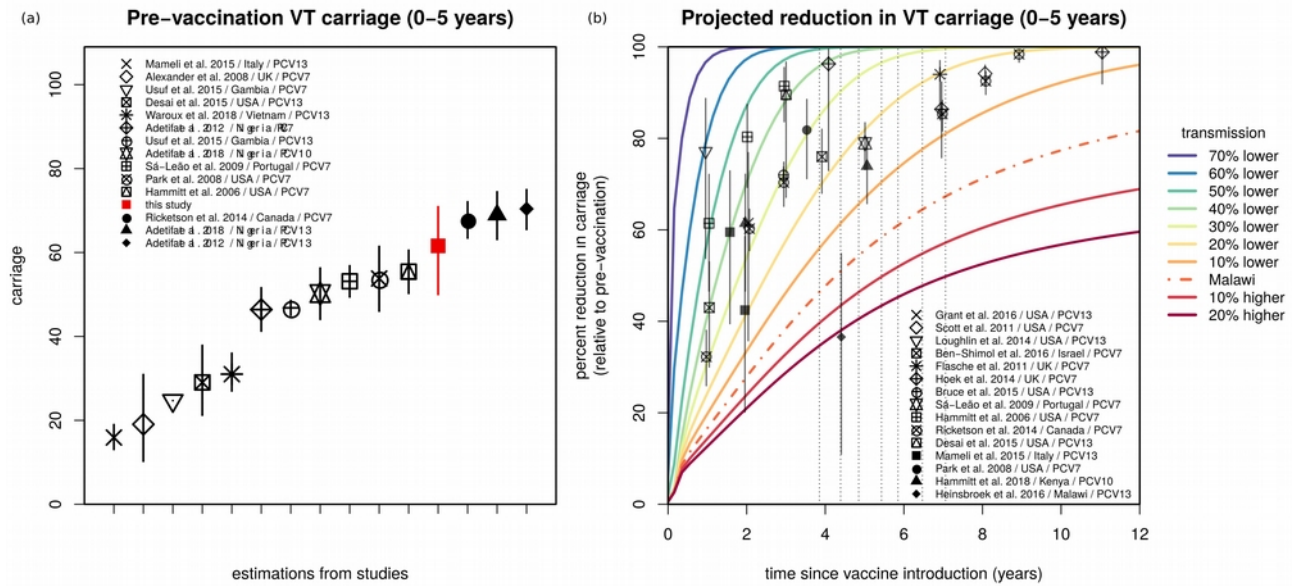 (a)
Pre-vaccination VT carriage (0-5 years)
Mameli et al. 2015 / Italy / PCV13
Alexander et al. 2008 / UK / PCV7
Usuf et al. 2015 / Gambia / PCV7
Desai et al. 2015 / USA / PCV13
Waroux et al. 2018 / Vietnam / PCV13
2012 /
Usuf et al. 2015 / Gambia / PCV13
2018 /
Sá-Leão et al. 2009 / Portugal / PCV7
Park et al. 2008 / USA / PCV7
Hammitt et al. 2006 / USA / PCV7
this study
Ricketson et al. 2014 / Canada / PCV7
2018 /
2012 /
carriage
0
20
40
60
80
100
estimations from studies
(b)
Projected reduction in VT carriage (0-5 years)
percent reduction in carriage
(relative to pre-vaccination)
0
20
40
60
80
100
Grant et al. 2016 / USA / PCV13
Scott et al. 2011 / USA / PCV7
Loughlin et al. 2014 / USA / PCV13
Ben-Shimol et al. 2016 / Israel / PCV7
Flasche et al. 2011 / UK / PCV7
Hoek et al. 2014 / UK / PCV7
Bruce et al. 2015 / USA / PCV13
Sá-Leão et al. 2009 / Portugal / PCV7
Hammitt et al. 2006 / USA / PCV7
Ricketson et al. 2014 / Canada / PCV7
Desai et al. 2015 / USA / PCV13
Mameli et al. 2015 / Italy / PCV13
Park et al. 2008 / USA / PCV7
Hammitt et al. 2018 / Kenya / PCV10
Heinsbroek et al. 2016 / Malawi / PCV13
0 2 4 6 8 10 12
time since vaccine introduction (years)
transmission
70% lower
60% lower
50% lower
40% lower
30% lower
20% lower
10% lower
Malawi
10% higher
20% higher